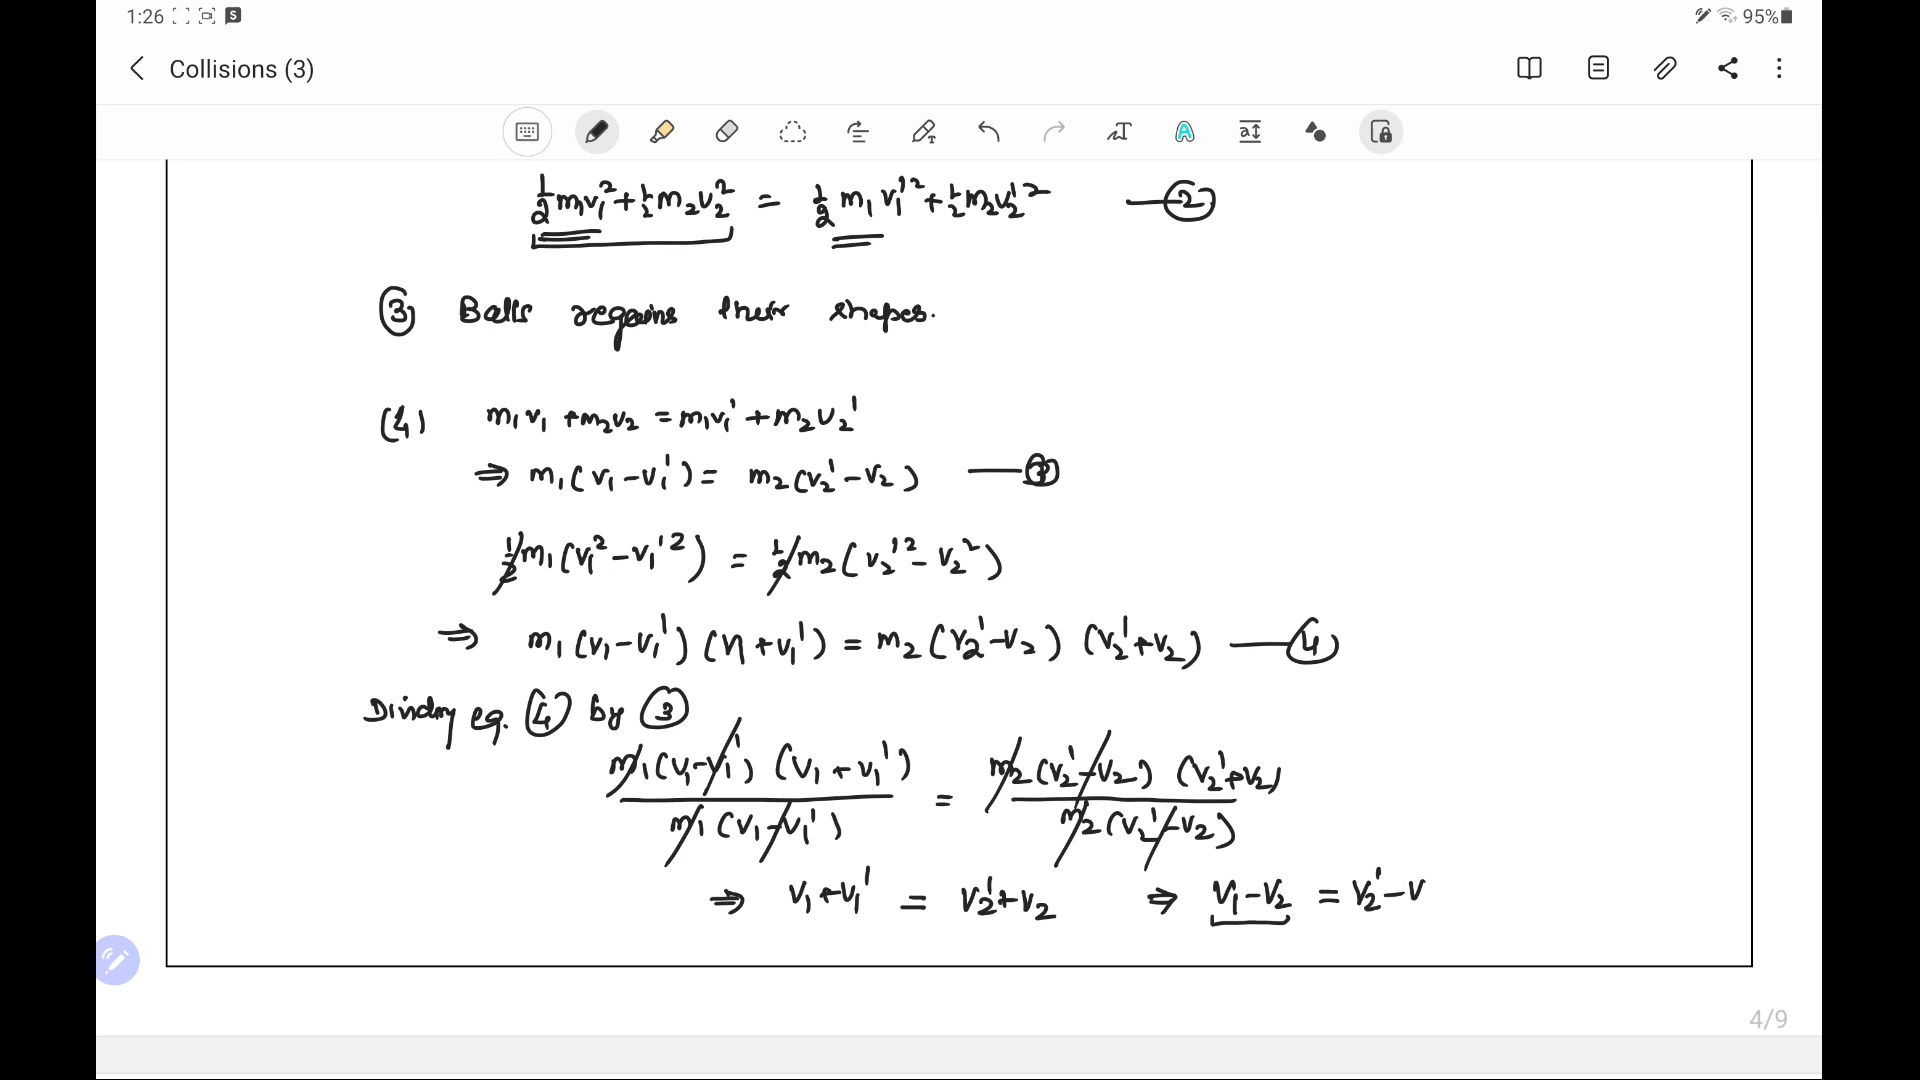 1:26 S 95%
Collisions (3)
½m₁v₁² + ½m₂v₂² = ½m₁v₁'² + ½m₂v₂'² —②
③ Balls regains their shapes.
(4) m₁v₁ + m₂v₂ = m₁v₁' + m₂v₂'
⇒ m₁(v₁ - v₁') = m₂(v₂' - v₂) —③
½m₁(v₁² - v₁'²) = ½m₂(v₂'² - v₂²)
⇒ m₁(v₁ - v₁')(v₁ + v₁') = m₂(v₂' - v₂)(v₂' + v₂) —④
Dividing eq. ④ by ③
m₁(v₁ - v₁')(v₁ + v₁') / m₁(v₁ - v₁') = m₂(v₂' - v₂)(v₂' + v₂) / m₂(v₂' - v₂)
⇒ v₁ + v₁' = v₂' + v₂ ⇒ v₁ - v₂ = v₂' - v
4/9